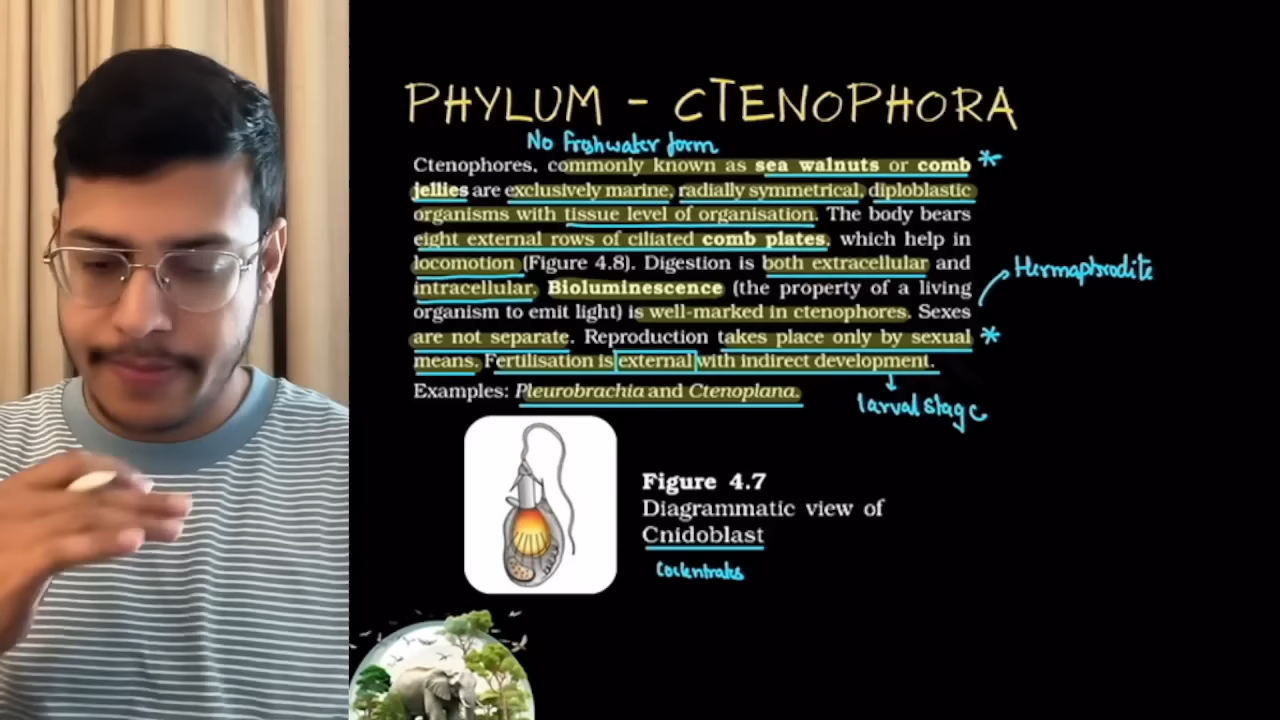 PHYLUM - CTENOPHORA
No Freshwater form
Ctenophores, commonly known as sea walnuts or comb *
jellies are exclusively marine, radially symmetrical, diploblastic
organisms with tissue level of organisation. The body bears
eight external rows of ciliated comb plates, which help in
locomotion (Figure 4.8). Digestion is both extracellular and
Hermaphrodite
intracellular. Bioluminescence (the property of a living
organism to emit light) is well-marked in ctenophores. Sexes
are not separate. Reproduction takes place only by sexual *
means. Fertilisation is external with indirect development.
Examples: Pleurobrachia and Ctenoplana.
larval stage
Figure 4.7
Diagrammatic view of
Cnidoblast